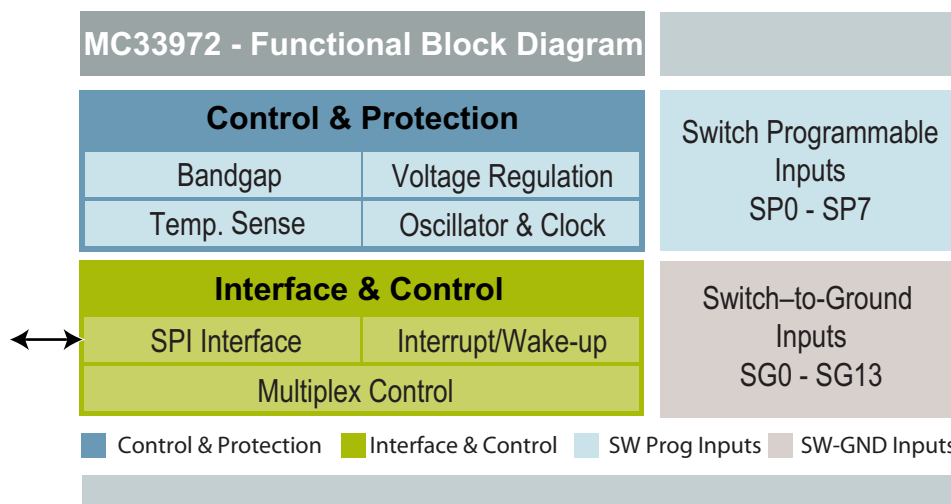 MC33972 - Functional Block Diagram
Control & Protection
Bandgap
Voltage Regulation
Temp. Sense
Oscillator & Clock
Switch Programmable
Inputs
SP0 - SP7
Interface & Control
SPI Interface
Interrupt/Wake-up
Multiplex Control
Switch–to-Ground
Inputs
SG0 - SG13
Control & Protection
Interface & Control
SW Prog Inputs
SW-GND Inputs